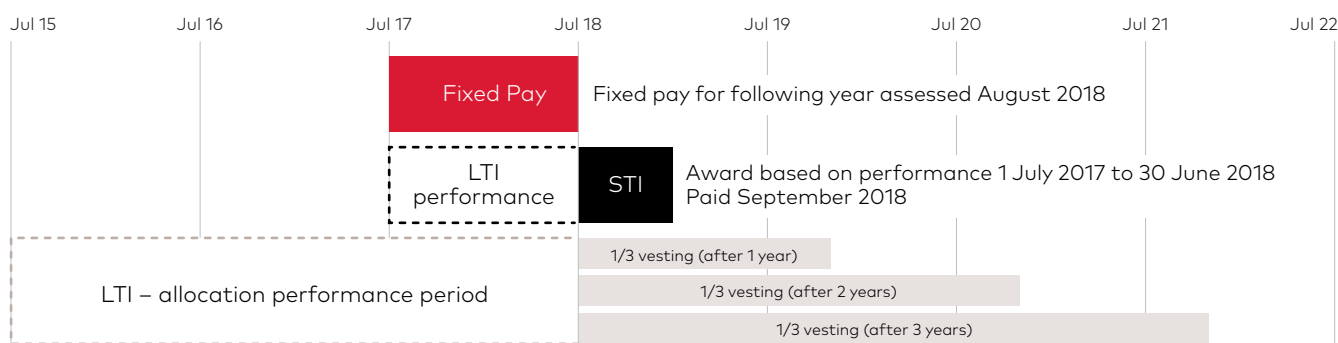 Jul 15 Jul 16 Jul 17 Jul 18 Jul 19 Jul 20 Jul 21 Jul 22
Fixed Pay Fixed pay for following year assessed August 2018
LTI
performance
STI
Award based on performance 1 July 2017 to 30 June 2018
Paid September 2018
LTI – allocation performance period
1/3 vesting (after 1 year)
1/3 vesting (after 2 years)
1/3 vesting (after 3 years)